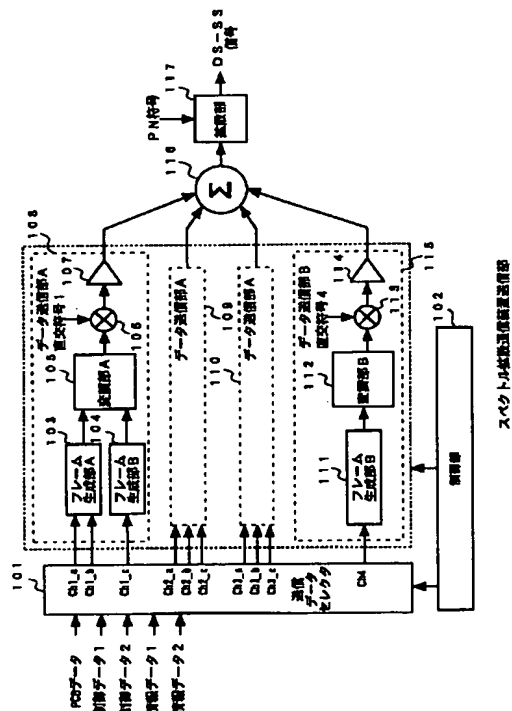 PCBデータ
制御データ1
制御データ2
情報データ1
情報データ2
101
Ch1_a
Ch1_b
Ch1_c
Ch2_a
Ch2_b
Ch2_c
Ch3_a
Ch3_b
Ch3_c
Ch4
送信
データ
セレクタ
103
フレーム
生成部A
104
フレーム
生成部B
105
変調部A
データ送信部A
直交符号1
106
107
108
データ送信部A
109
110
データ送信部A
111
フレーム
生成部B
112
変調部B
データ送信部B
直交符号4
113
114
115
Σ
116
PN符号
117
拡散部
DS-SS
信号
制御部
102
スペクトル拡散通信装置送信部